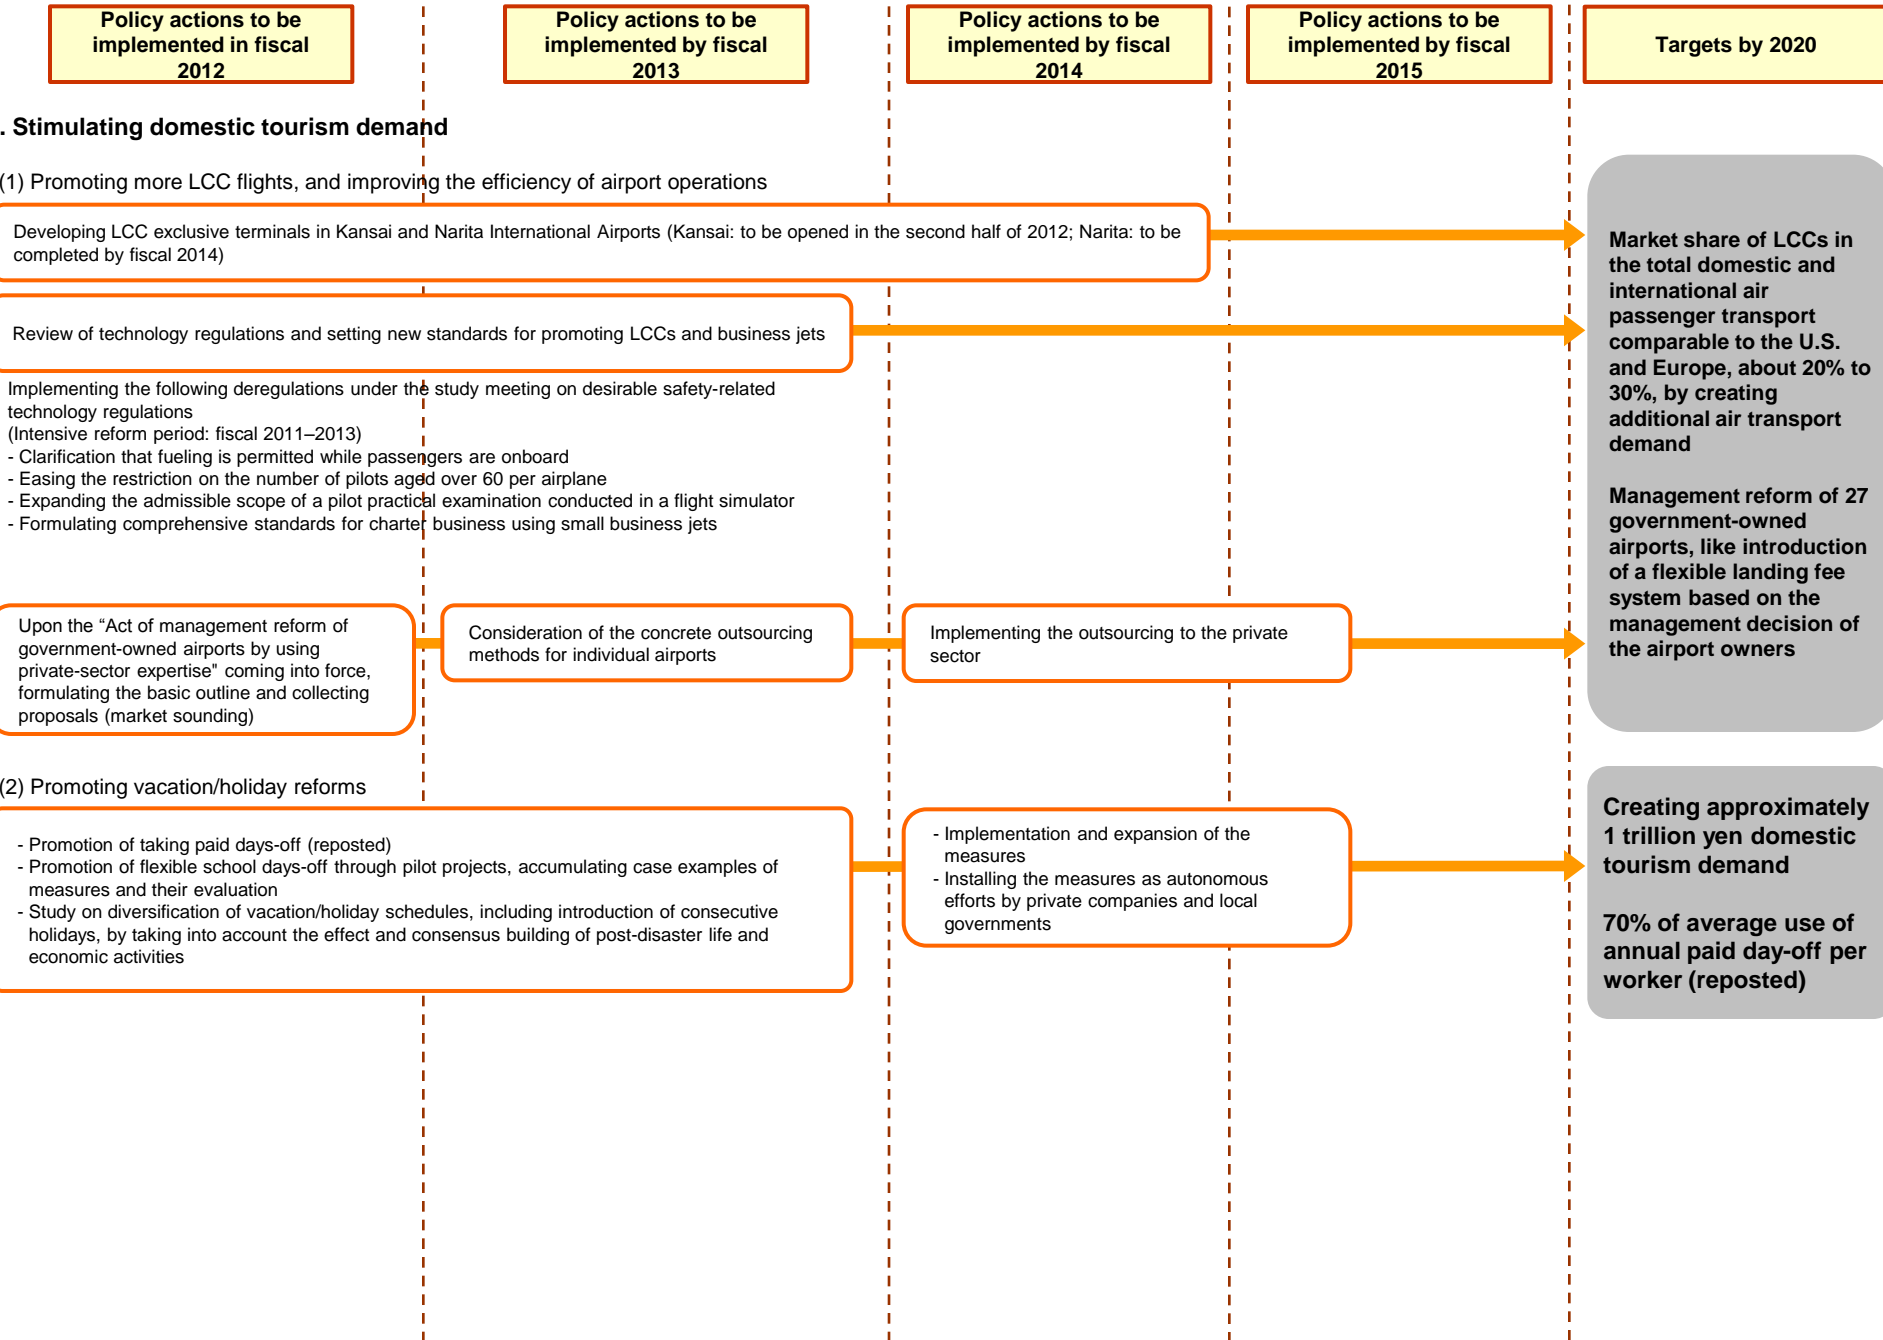 Policy actions to be
implemented in fiscal
2012
Policy actions to be
implemented by fiscal
2013
Policy actions to be
implemented by fiscal
2014
Policy actions to be
implemented by fiscal
2015
Targets by 2020
. Stimulating domestic tourism demand
(1) Promoting more LCC flights, and improving the efficiency of airport operations
Developing LCC exclusive terminals in Kansai and Narita International Airports (Kansai: to be opened in the second half of 2012; Narita: to be
completed by fiscal 2014)
Review of technology regulations and setting new standards for promoting LCCs and business jets
Implementing the following deregulations under the study meeting on desirable safety-related
technology regulations
(Intensive reform period: fiscal 2011–2013)
- Clarification that fueling is permitted while passengers are onboard
- Easing the restriction on the number of pilots aged over 60 per airplane
- Expanding the admissible scope of a pilot practical examination conducted in a flight simulator
- Formulating comprehensive standards for charter business using small business jets
Upon the “Act of management reform of
government-owned airports by using
private-sector expertise" coming into force,
formulating the basic outline and collecting
proposals (market sounding)
Consideration of the concrete outsourcing
methods for individual airports
Implementing the outsourcing to the private
sector
Market share of LCCs in
the total domestic and
international air
passenger transport
comparable to the U.S.
and Europe, about 20% to
30%, by creating
additional air transport
demand
Management reform of 27
government-owned
airports, like introduction
of a flexible landing fee
system based on the
management decision of
the airport owners
(2) Promoting vacation/holiday reforms
- Promotion of taking paid days-off (reposted)
- Promotion of flexible school days-off through pilot projects, accumulating case examples of
measures and their evaluation
- Study on diversification of vacation/holiday schedules, including introduction of consecutive
holidays, by taking into account the effect and consensus building of post-disaster life and
economic activities
- Implementation and expansion of the
measures
- Installing the measures as autonomous
efforts by private companies and local
governments
Creating approximately
1 trillion yen domestic
tourism demand
70% of average use of
annual paid day-off per
worker (reposted)